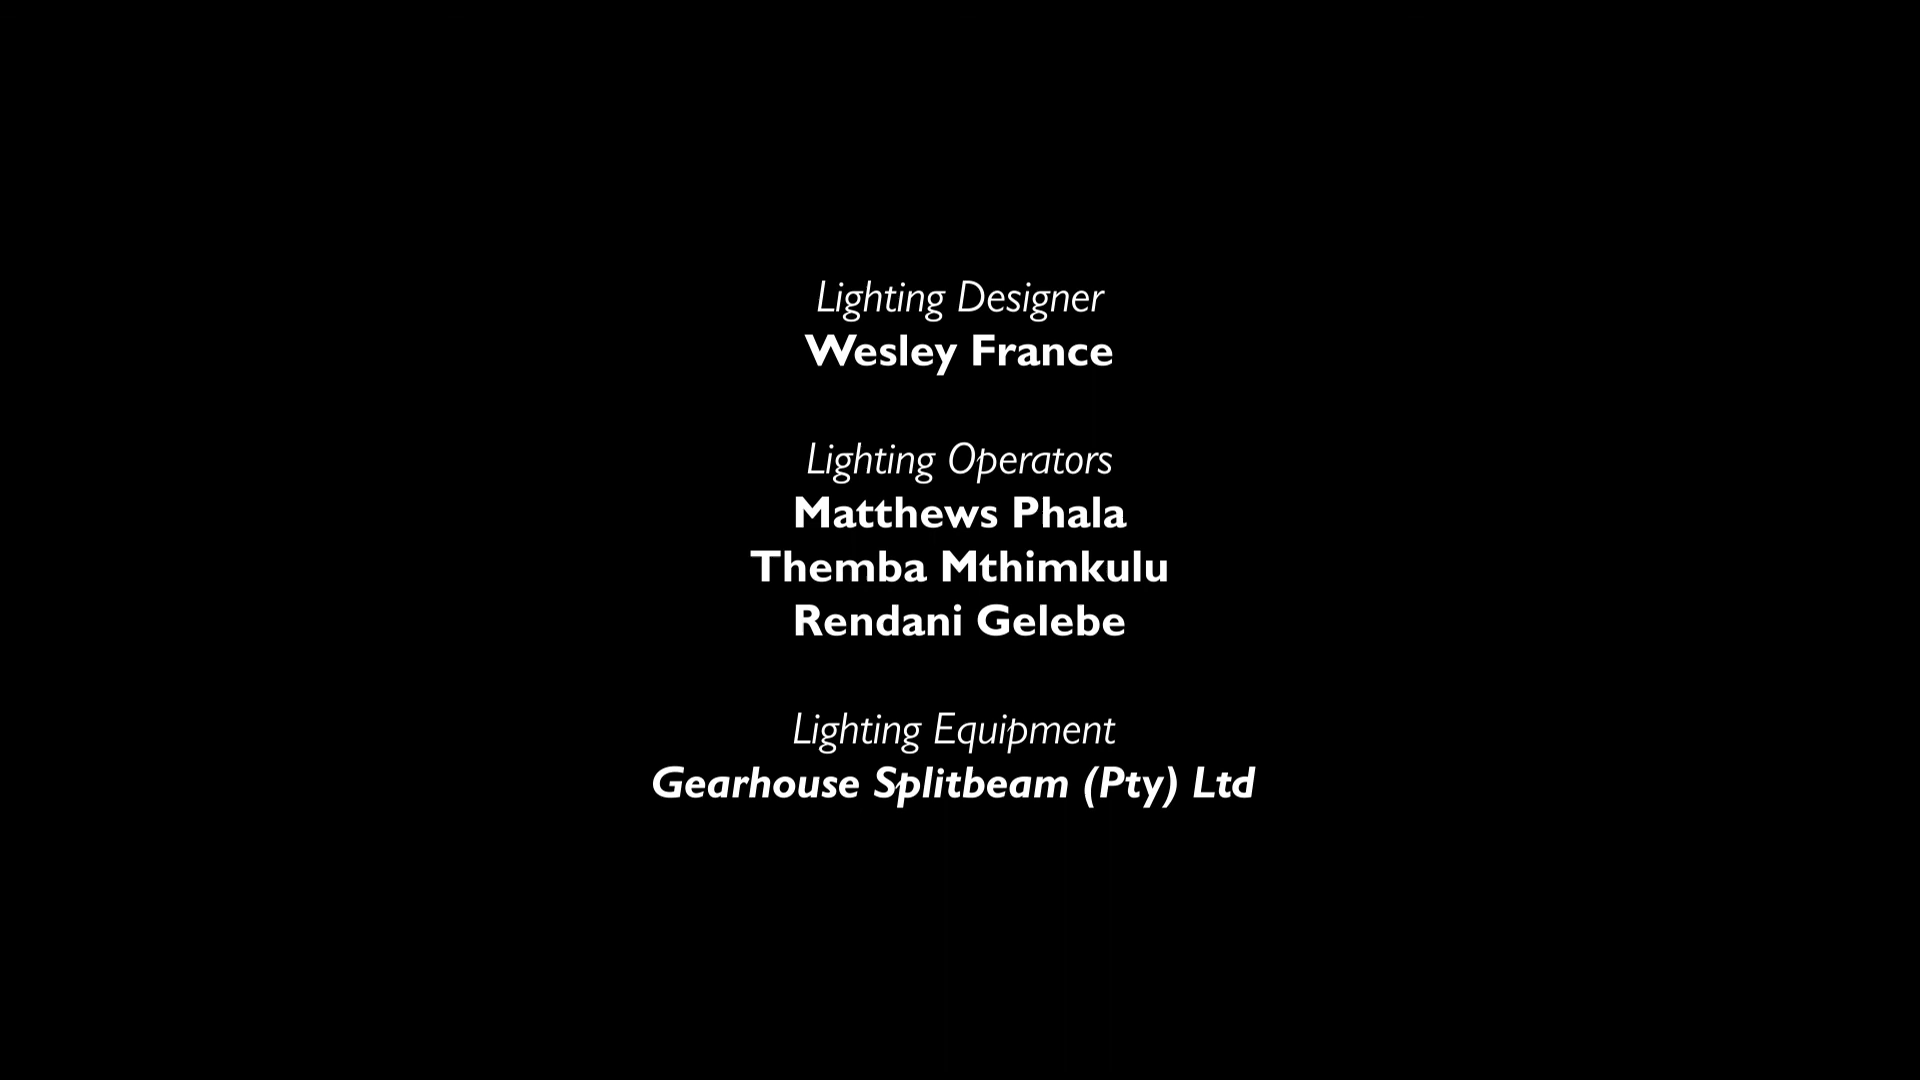 Lighting Designer
Wesley France
Lighting Operators
Matthews Phala
Themba Mthimkulu
Rendani Gelebe
Lighting Equipment
Gearhouse Splitbeam (Pty) Ltd